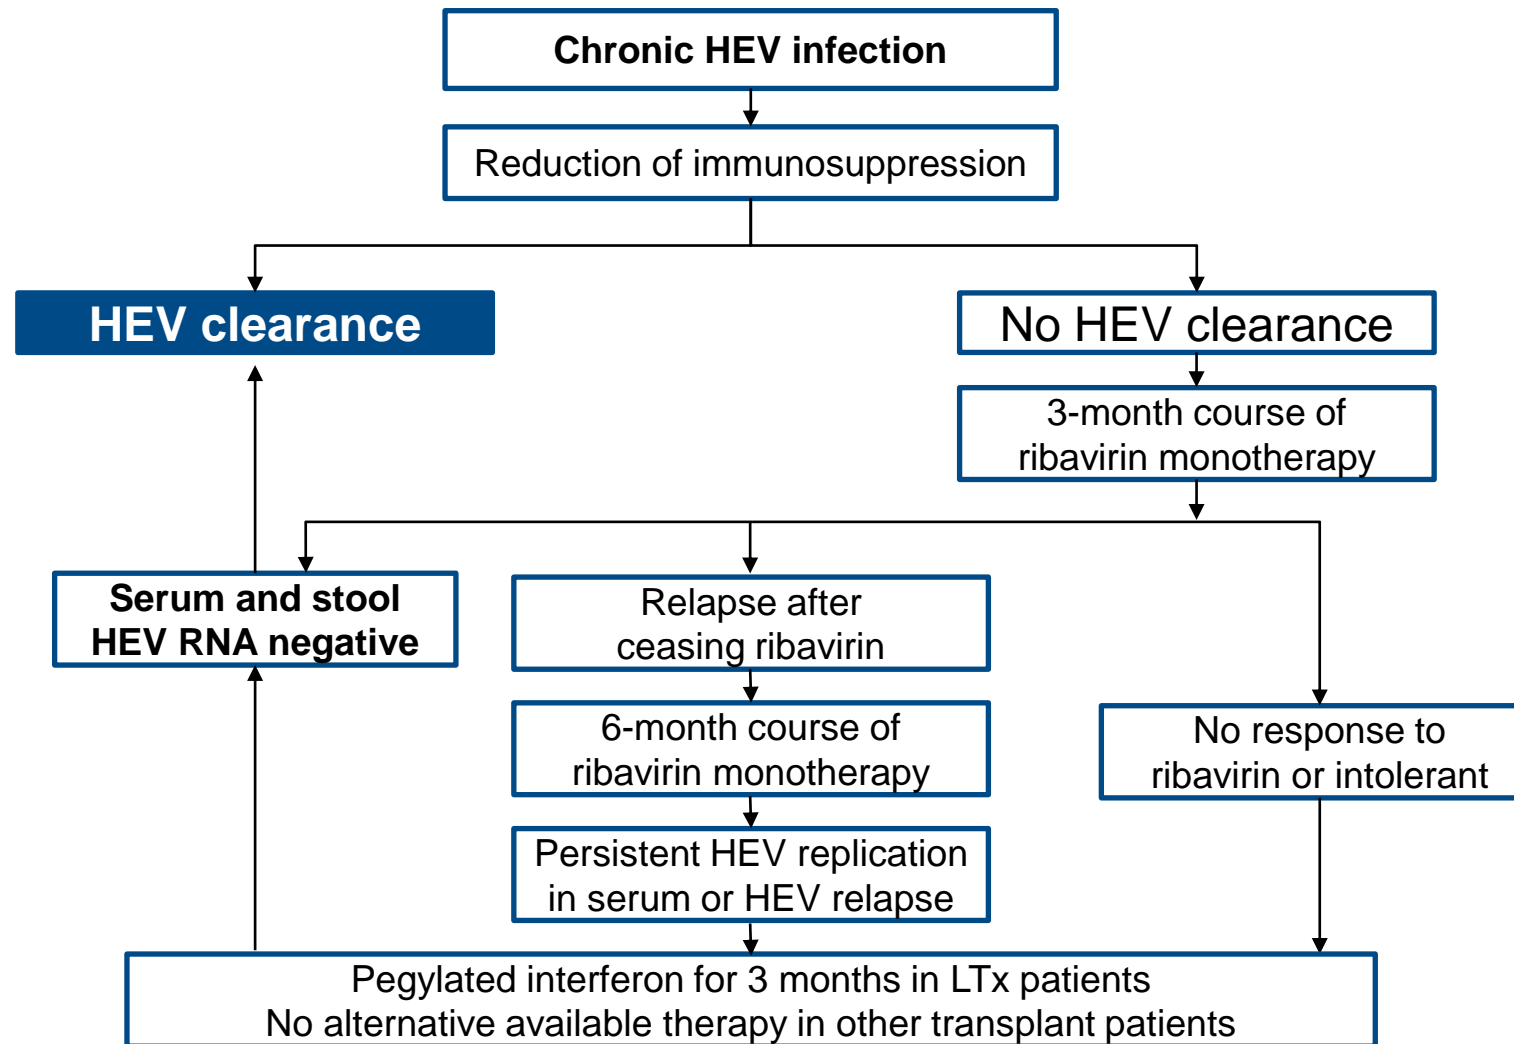 Chronic HEV infection
Reduction of immunosuppression
HEV clearance
No HEV clearance
3-month course of
ribavirin monotherapy
Serum and stool
HEV RNA negative
Relapse after
ceasing ribavirin
6-month course of
ribavirin monotherapy
No response to
ribavirin or intolerant
Persistent HEV replication
in serum or HEV relapse
Pegylated interferon for 3 months in LTx patients
No alternative available therapy in other transplant patients